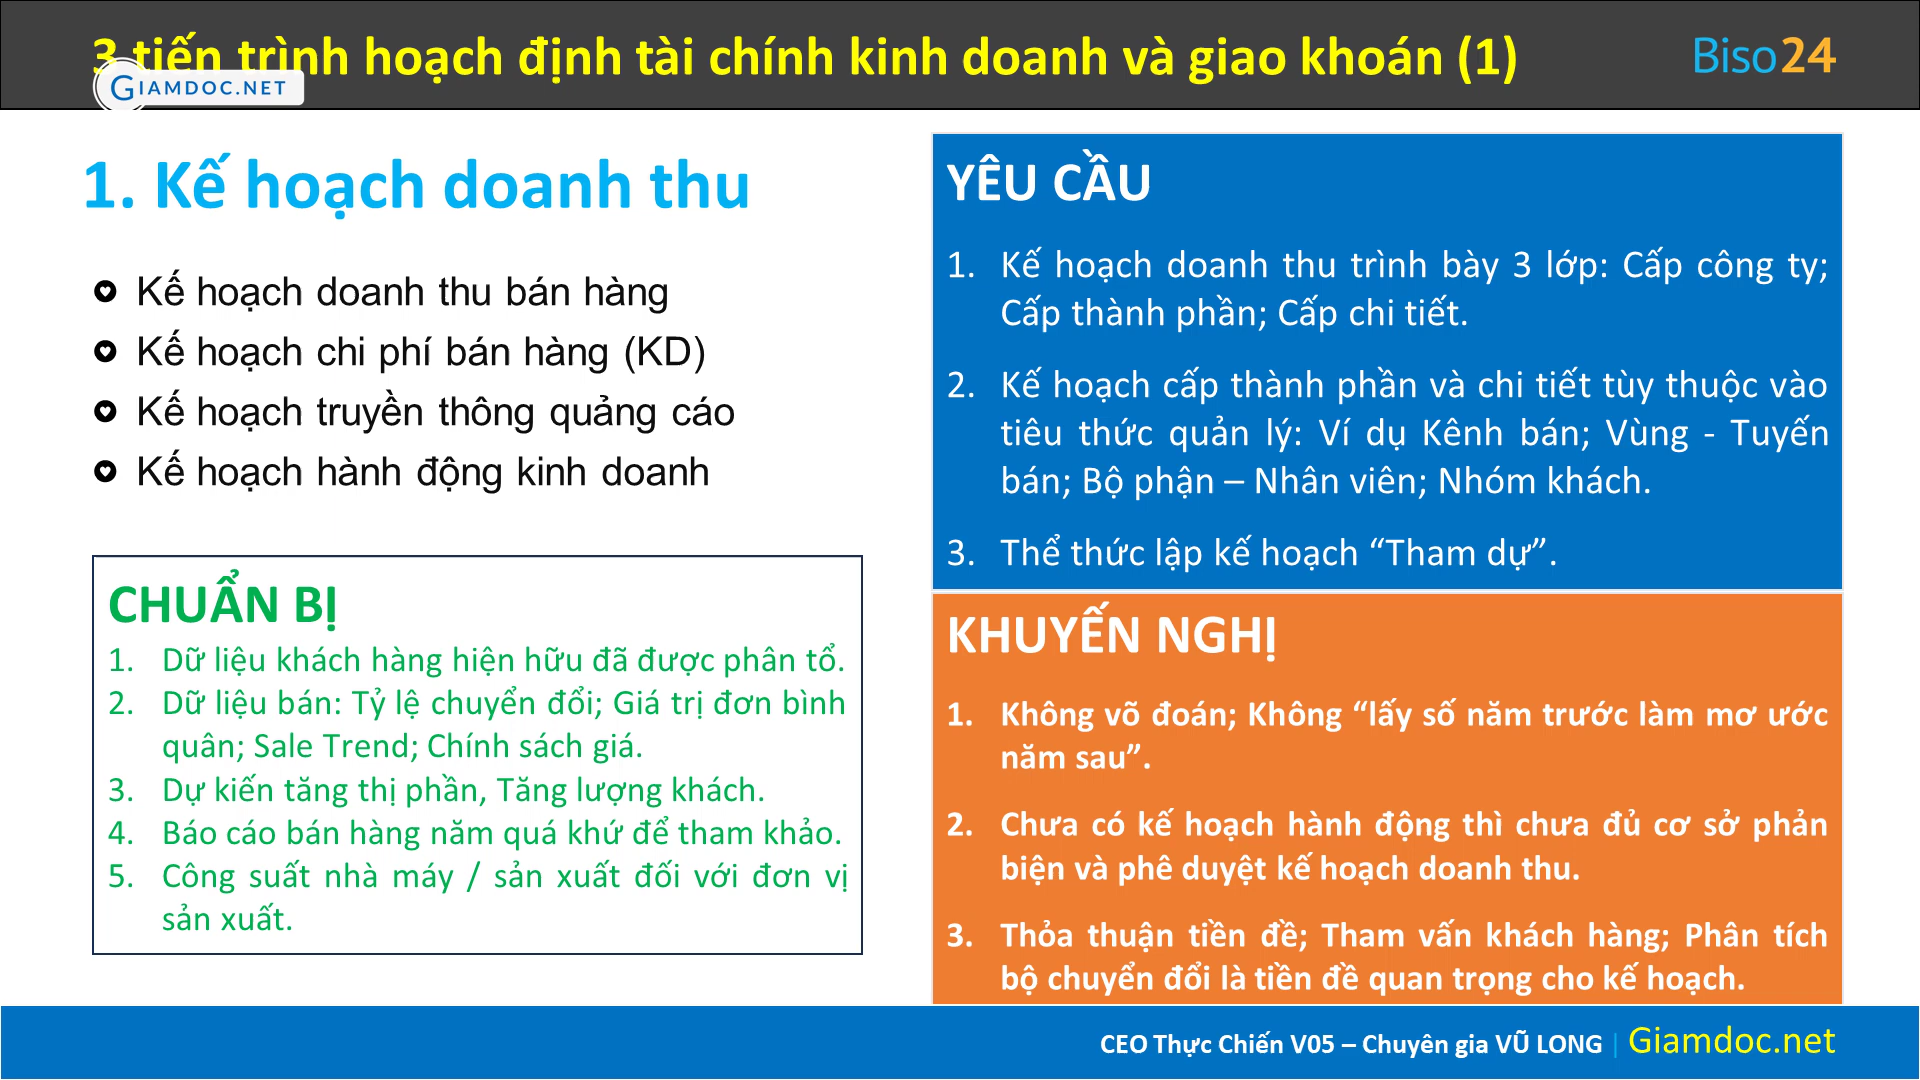 3 tiến trình hoạch định tài chính kinh doanh và giao khoán (1)
GIAMDOC.NET
Biso24
1. Kế hoạch doanh thu
Kế hoạch doanh thu bán hàng
Kế hoạch chi phí bán hàng (KD)
Kế hoạch truyền thông quảng cáo
Kế hoạch hành động kinh doanh
CHUẨN BỊ
1. Dữ liệu khách hàng hiện hữu đã được phân tổ.
2. Dữ liệu bán: Tỷ lệ chuyển đổi; Giá trị đơn bình
quân; Sale Trend; Chính sách giá.
3. Dự kiến tăng thị phần, Tăng lượng khách.
4. Báo cáo bán hàng năm quá khứ để tham khảo.
5. Công suất nhà máy / sản xuất đối với đơn vị
sản xuất.
YÊU CẦU
1. Kế hoạch doanh thu trình bày 3 lớp: Cấp công ty;
Cấp thành phần; Cấp chi tiết.
2. Kế hoạch cấp thành phần và chi tiết tùy thuộc vào
tiêu thức quản lý: Ví dụ Kênh bán; Vùng - Tuyến
bán; Bộ phận – Nhân viên; Nhóm khách.
3. Thể thức lập kế hoạch “Tham dự”.
KHUYẾN NGHỊ
1. Không võ đoán; Không “lấy số năm trước làm mơ ước
năm sau”.
2. Chưa có kế hoạch hành động thì chưa đủ cơ sở phản
biện và phê duyệt kế hoạch doanh thu.
3. Thỏa thuận tiền đề; Tham vấn khách hàng; Phân tích
bộ chuyển đổi là tiền đề quan trọng cho kế hoạch.
CEO Thực Chiến V05 – Chuyên gia VŨ LONG | Giamdoc.net